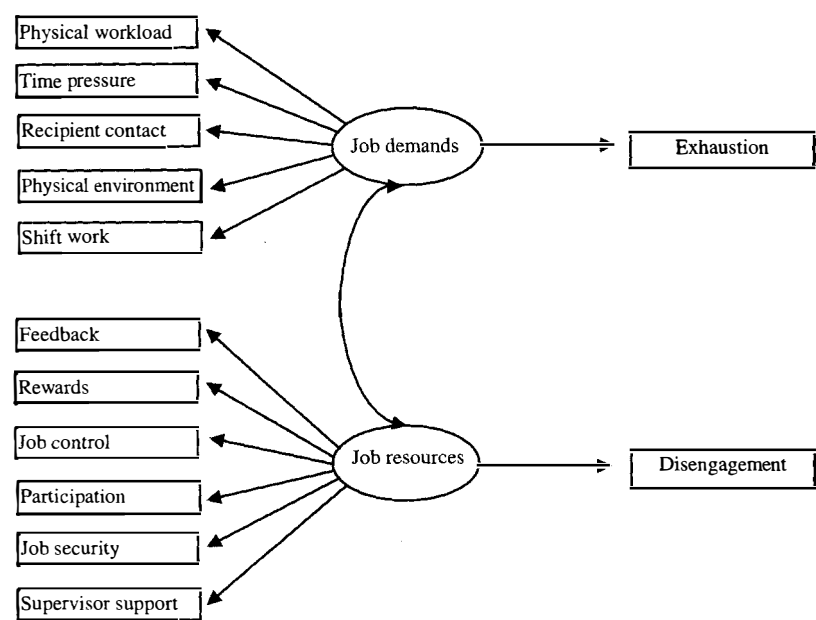 Physical workload
Time pressure
Recipient contact
Physical environment
Shift work
Job demands
Exhaustion
Feedback
Rewards
Job control
Participation
Job security
Supervisor support
Job resources
Disengagement